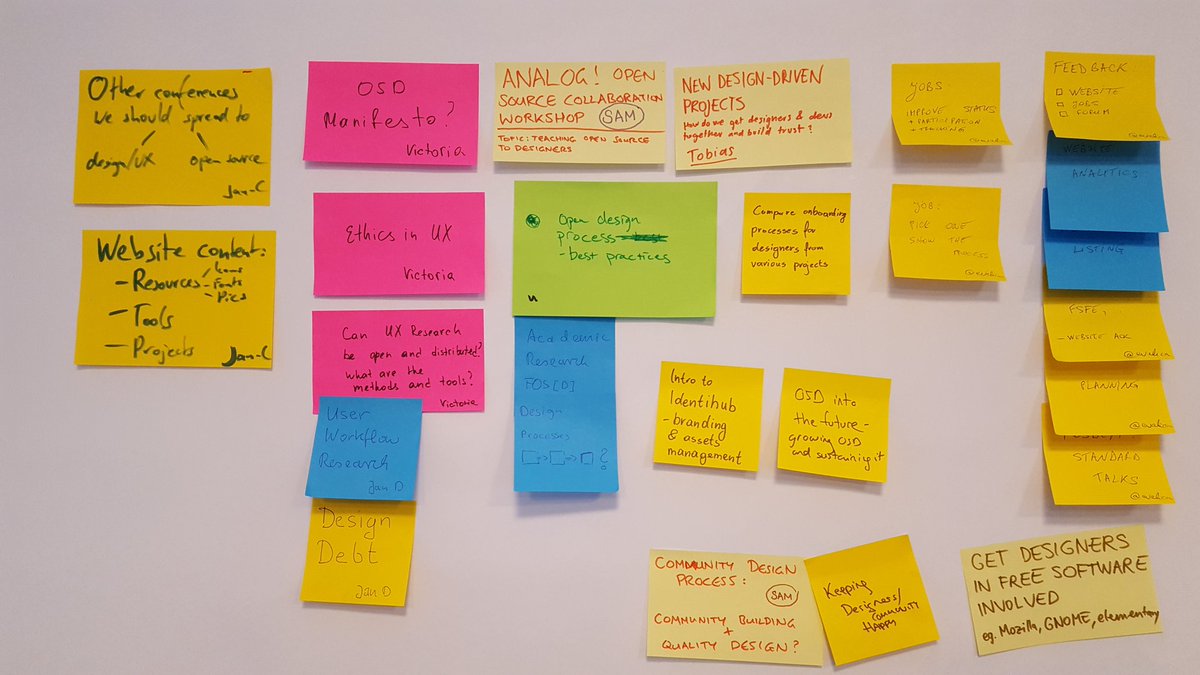 Other conferences
we should spread to
design/UX
open source
Jan-C
Website content:
- Resources
- Icons
- Fonts
- Pics
- Tools
- Projects
Jan-C
OSD
Manifesto?
Victoria
Ethics in UX
Victoria
Can UX Research
be open and distributed?
what are the
methods and tools?
Victoria
User
Workflow
Research
Jan D
Design
Debt
Jan D
ANALOG! OPEN
SOURCE COLLABORATION
WORKSHOP SAM
TOPIC: TEACHING OPEN SOURCE
TO DESIGNERS
Open design
process
- best practices
Academic
Research
FOS[D]
Design
Processes
?
NEW DESIGN-DRIVEN
PROJECTS
How do we get designers & devs
together and build trust?
Tobias
Compare onboarding
processes for
designers from
various projects
Intro to
Identihub
- branding
& assets
management
OSD into
the future -
growing OSD
and sustaining it
COMMUNITY DESIGN
PROCESS:
SAM
COMMUNITY BUILDING
+
QUALITY DESIGN?
Keeping
Designess/
community
HAPPY
JOBS:
IMPROVE STATS
+ PARTICIPATION
+ TEACHING
JOB:
PICK ONE
SHOW THE
PROCESS
FEEDBACK
WEBSITE
JOBS
FORUM
WEBSITE
ANALYTICS
LISTING
FSFE,
- WEBSITE
PLANNING
STANDARD
TALKS
GET DESIGNERS
IN FREE SOFTWARE
INVOLVED
eg. Mozilla, GNOME, elementary